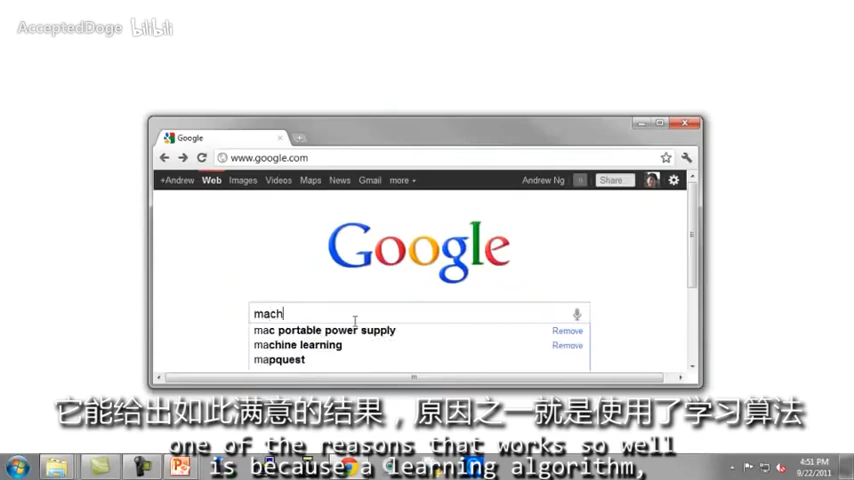 AcceptedDoge bilibili
Google
www.google.com
+Andrew Web Images Videos Maps News Gmail more Andrew Ng Share
Google
mach
mac portable power supply Remove
machine learning Remove
mapquest
它能给出如此满意的结果，原因之一就是使用了学习算法
one of the reasons that works so well
is because a learning algorithm,
4:51 PM
9/22/2011